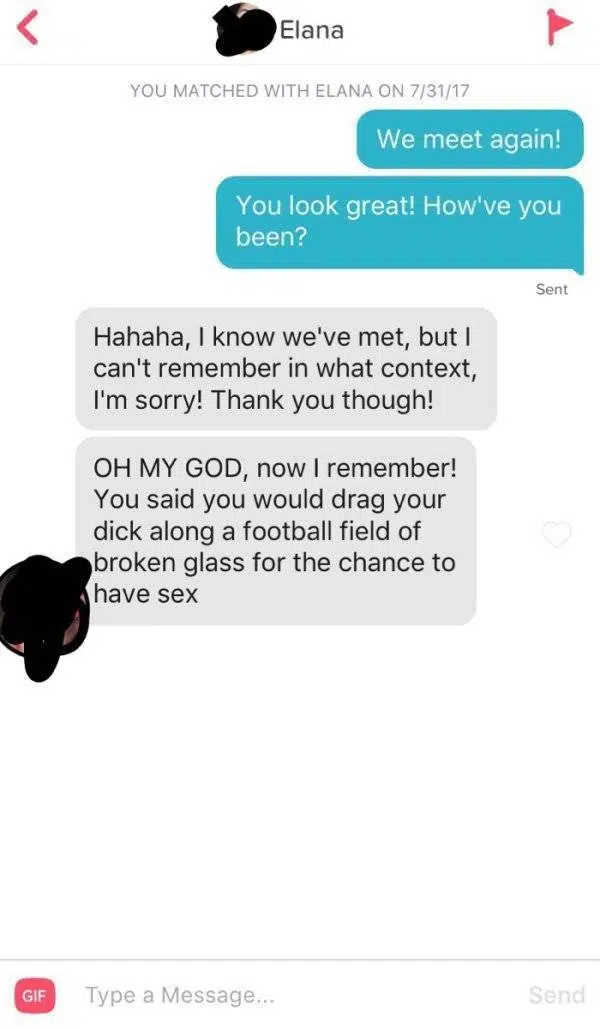 Elana
YOU MATCHED WITH ELANA ON 7/31/17
We meet again!
You look great! How've you
been?
Sent
Hahaha, I know we've met, but I
can't remember in what context,
I'm sorry! Thank you though!
OH MY GOD, now I remember!
You said you would drag your
dick along a football field of
broken glass for the chance to
have sex
GIF Type a Message... Send